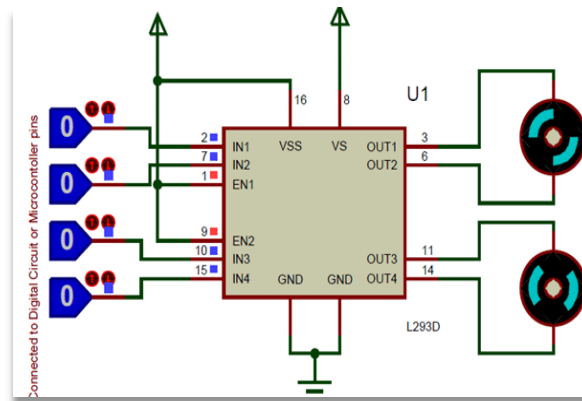 Connected to Digital Circuit or Microcontoller pins
0
0
0
0
U1
16
8
VSS
VS
2
IN1
7
IN2
1
EN1
9
EN2
10
IN3
15
IN4
OUT1
3
OUT2
6
OUT3
11
OUT4
14
GND
GND
L293D